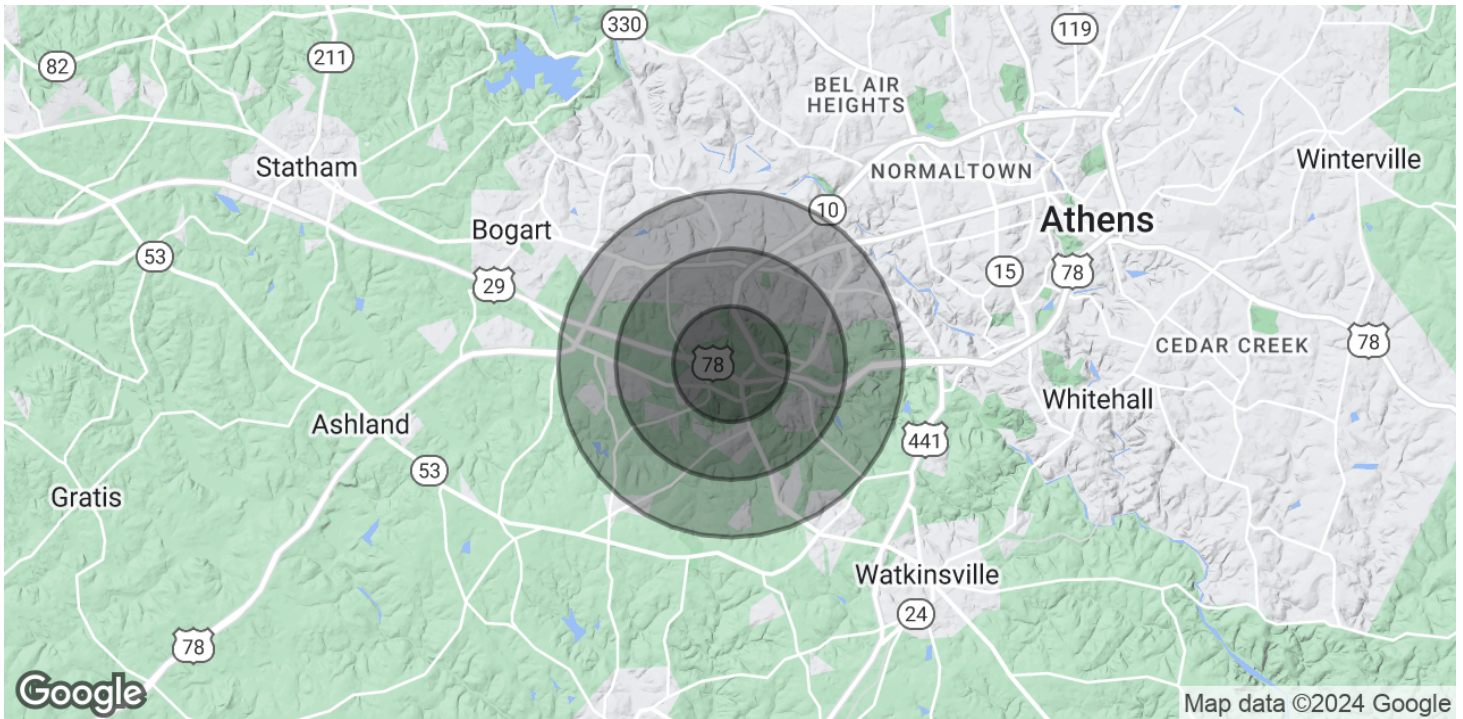 330
119
211
82
BEL AIR
HEIGHTS
Statham
NORMALTOWN
Winterville
10
Athens
Bogart
53
15
78
29
CEDAR CREEK
78
78
Whitehall
Ashland
441
53
Gratis
Watkinsville
24
78
Google
Map data ©2024 Google